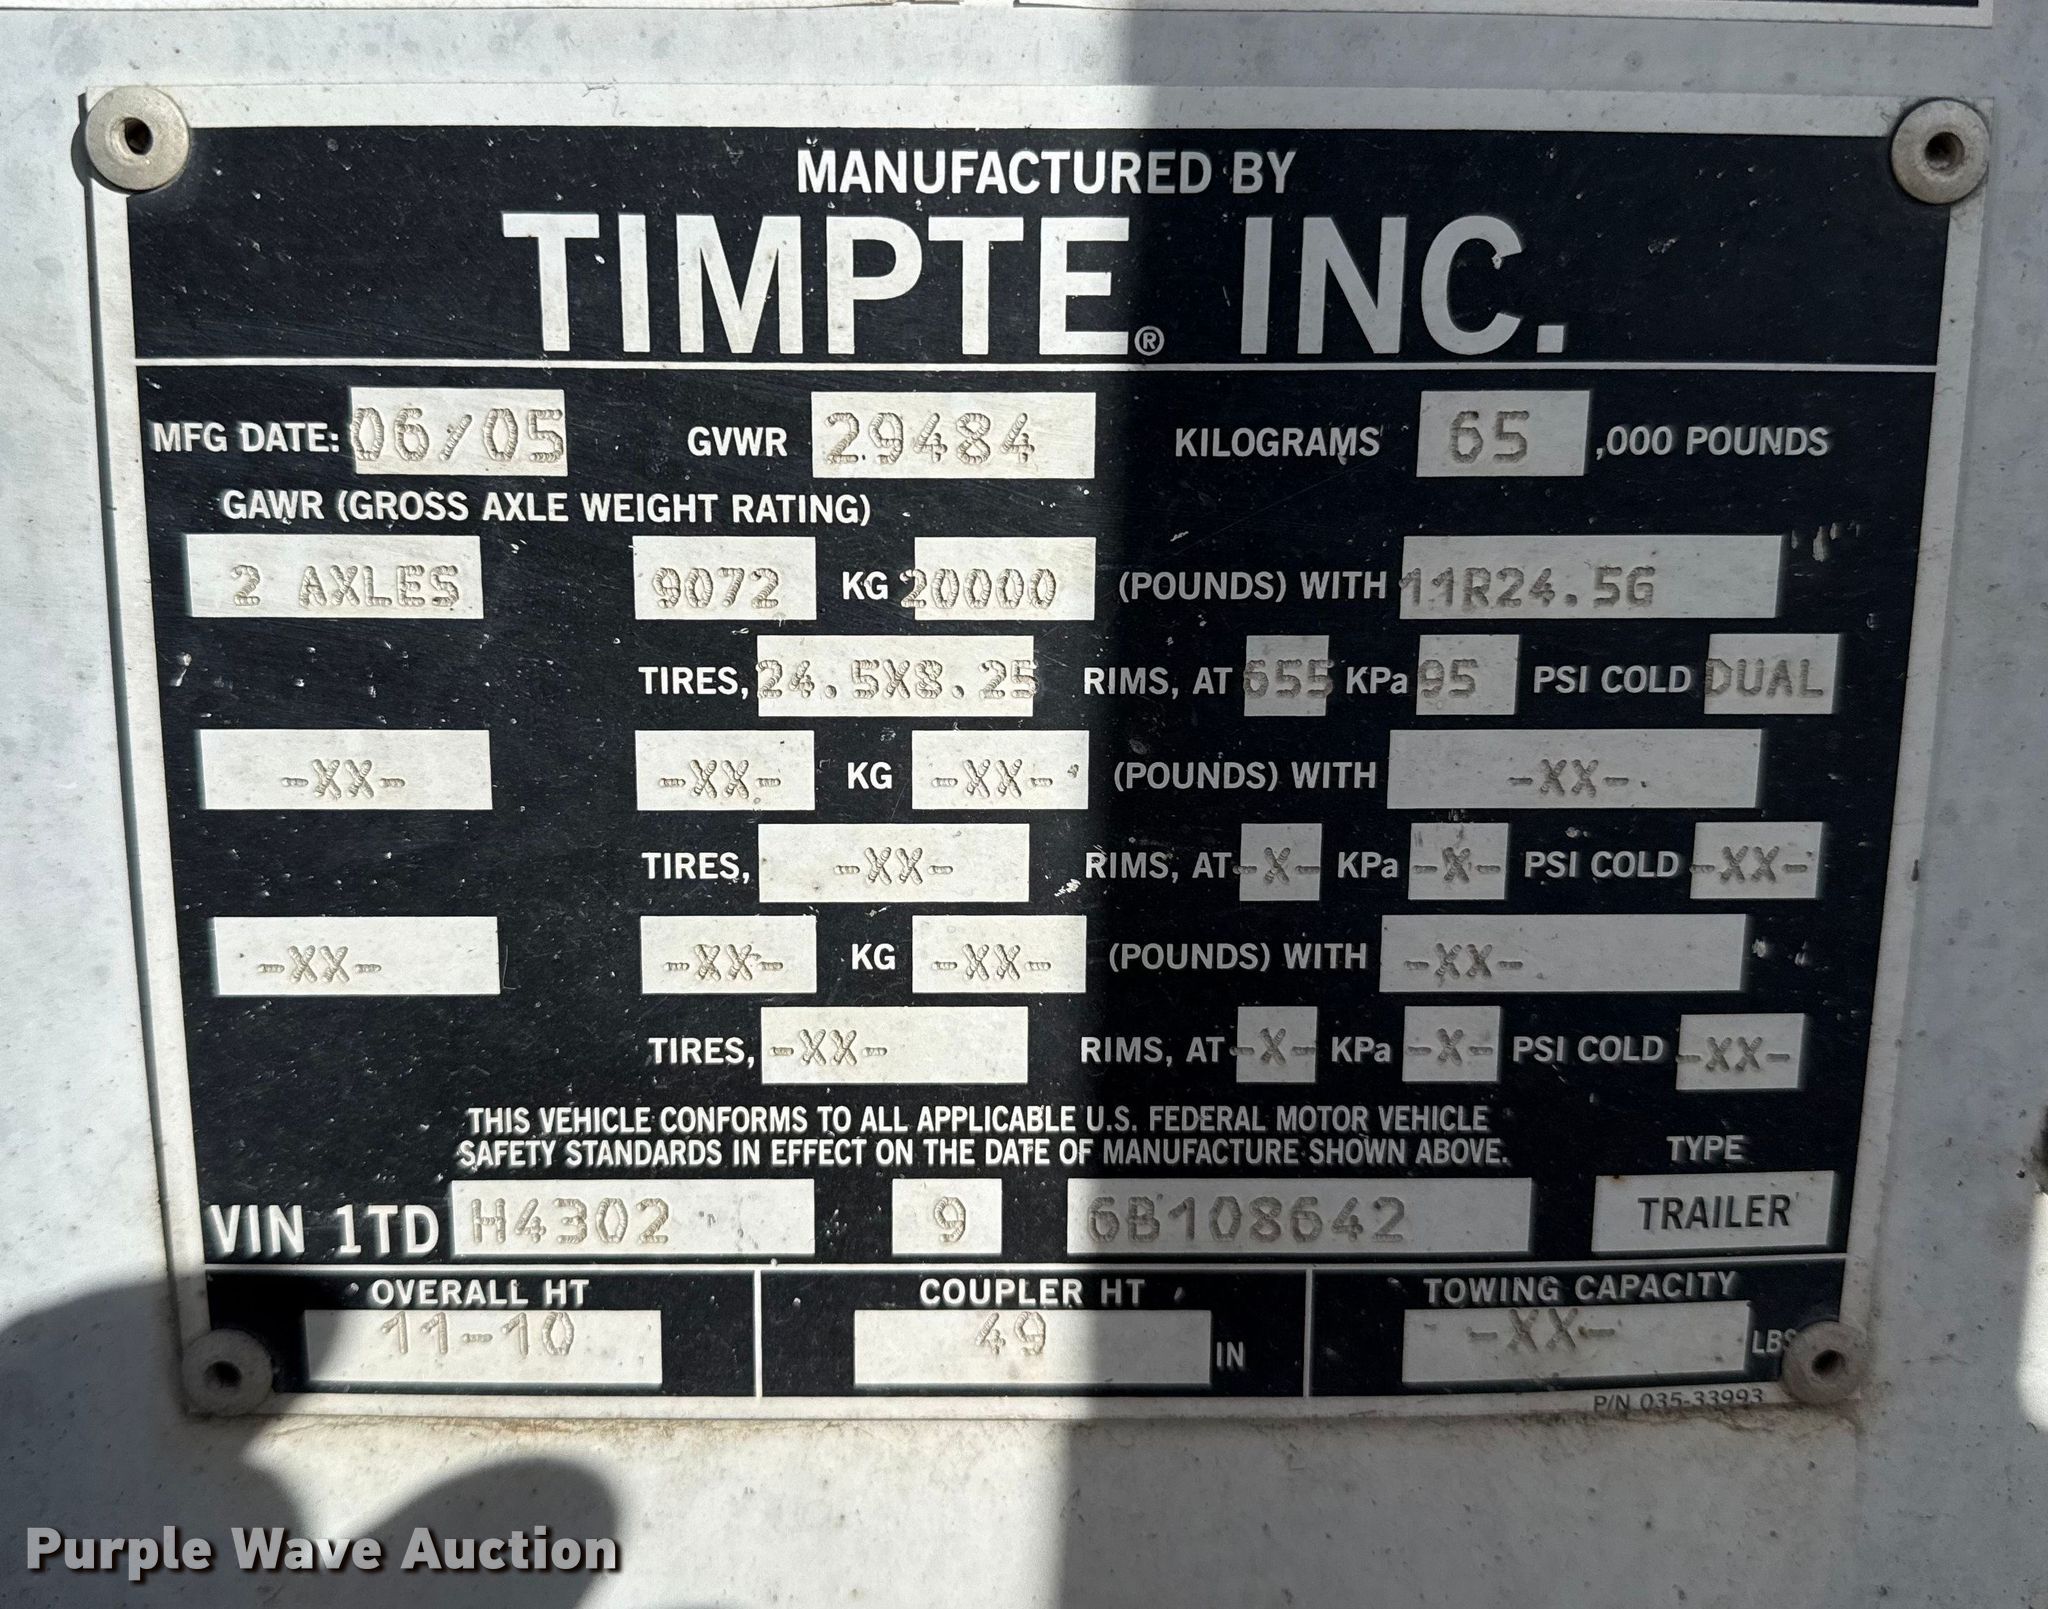 MANUFACTURED BY
TIMPTE® INC.
MFG DATE: 06/05 GVWR 29484 KILOGRAMS 65 ,000 POUNDS
GAWR (GROSS AXLE WEIGHT RATING)
2 AXLES 9072 KG 20000 (POUNDS) WITH 11R24.5G
TIRES, 24.5X8.25 RIMS, AT 655 KPa 95 PSI COLD DUAL
-XX- -XX- KG -XX- (POUNDS) WITH -XX-
TIRES, -XX- RIMS, AT -X- KPa -X- PSI COLD -XX-
-XX- -XX- KG -XX- (POUNDS) WITH -XX-
TIRES, -XX- RIMS, AT -X- KPa -X- PSI COLD -XX-
THIS VEHICLE CONFORMS TO ALL APPLICABLE U.S. FEDERAL MOTOR VEHICLE
SAFETY STANDARDS IN EFFECT ON THE DATE OF MANUFACTURE SHOWN ABOVE.
TYPE
VIN 1TD H4302 9 6B108642 TRAILER
OVERALL HT COUPLER HT TOWING CAPACITY
11-10 49 IN -XX- LBS
P/N 035-33993
Purple Wave Auction